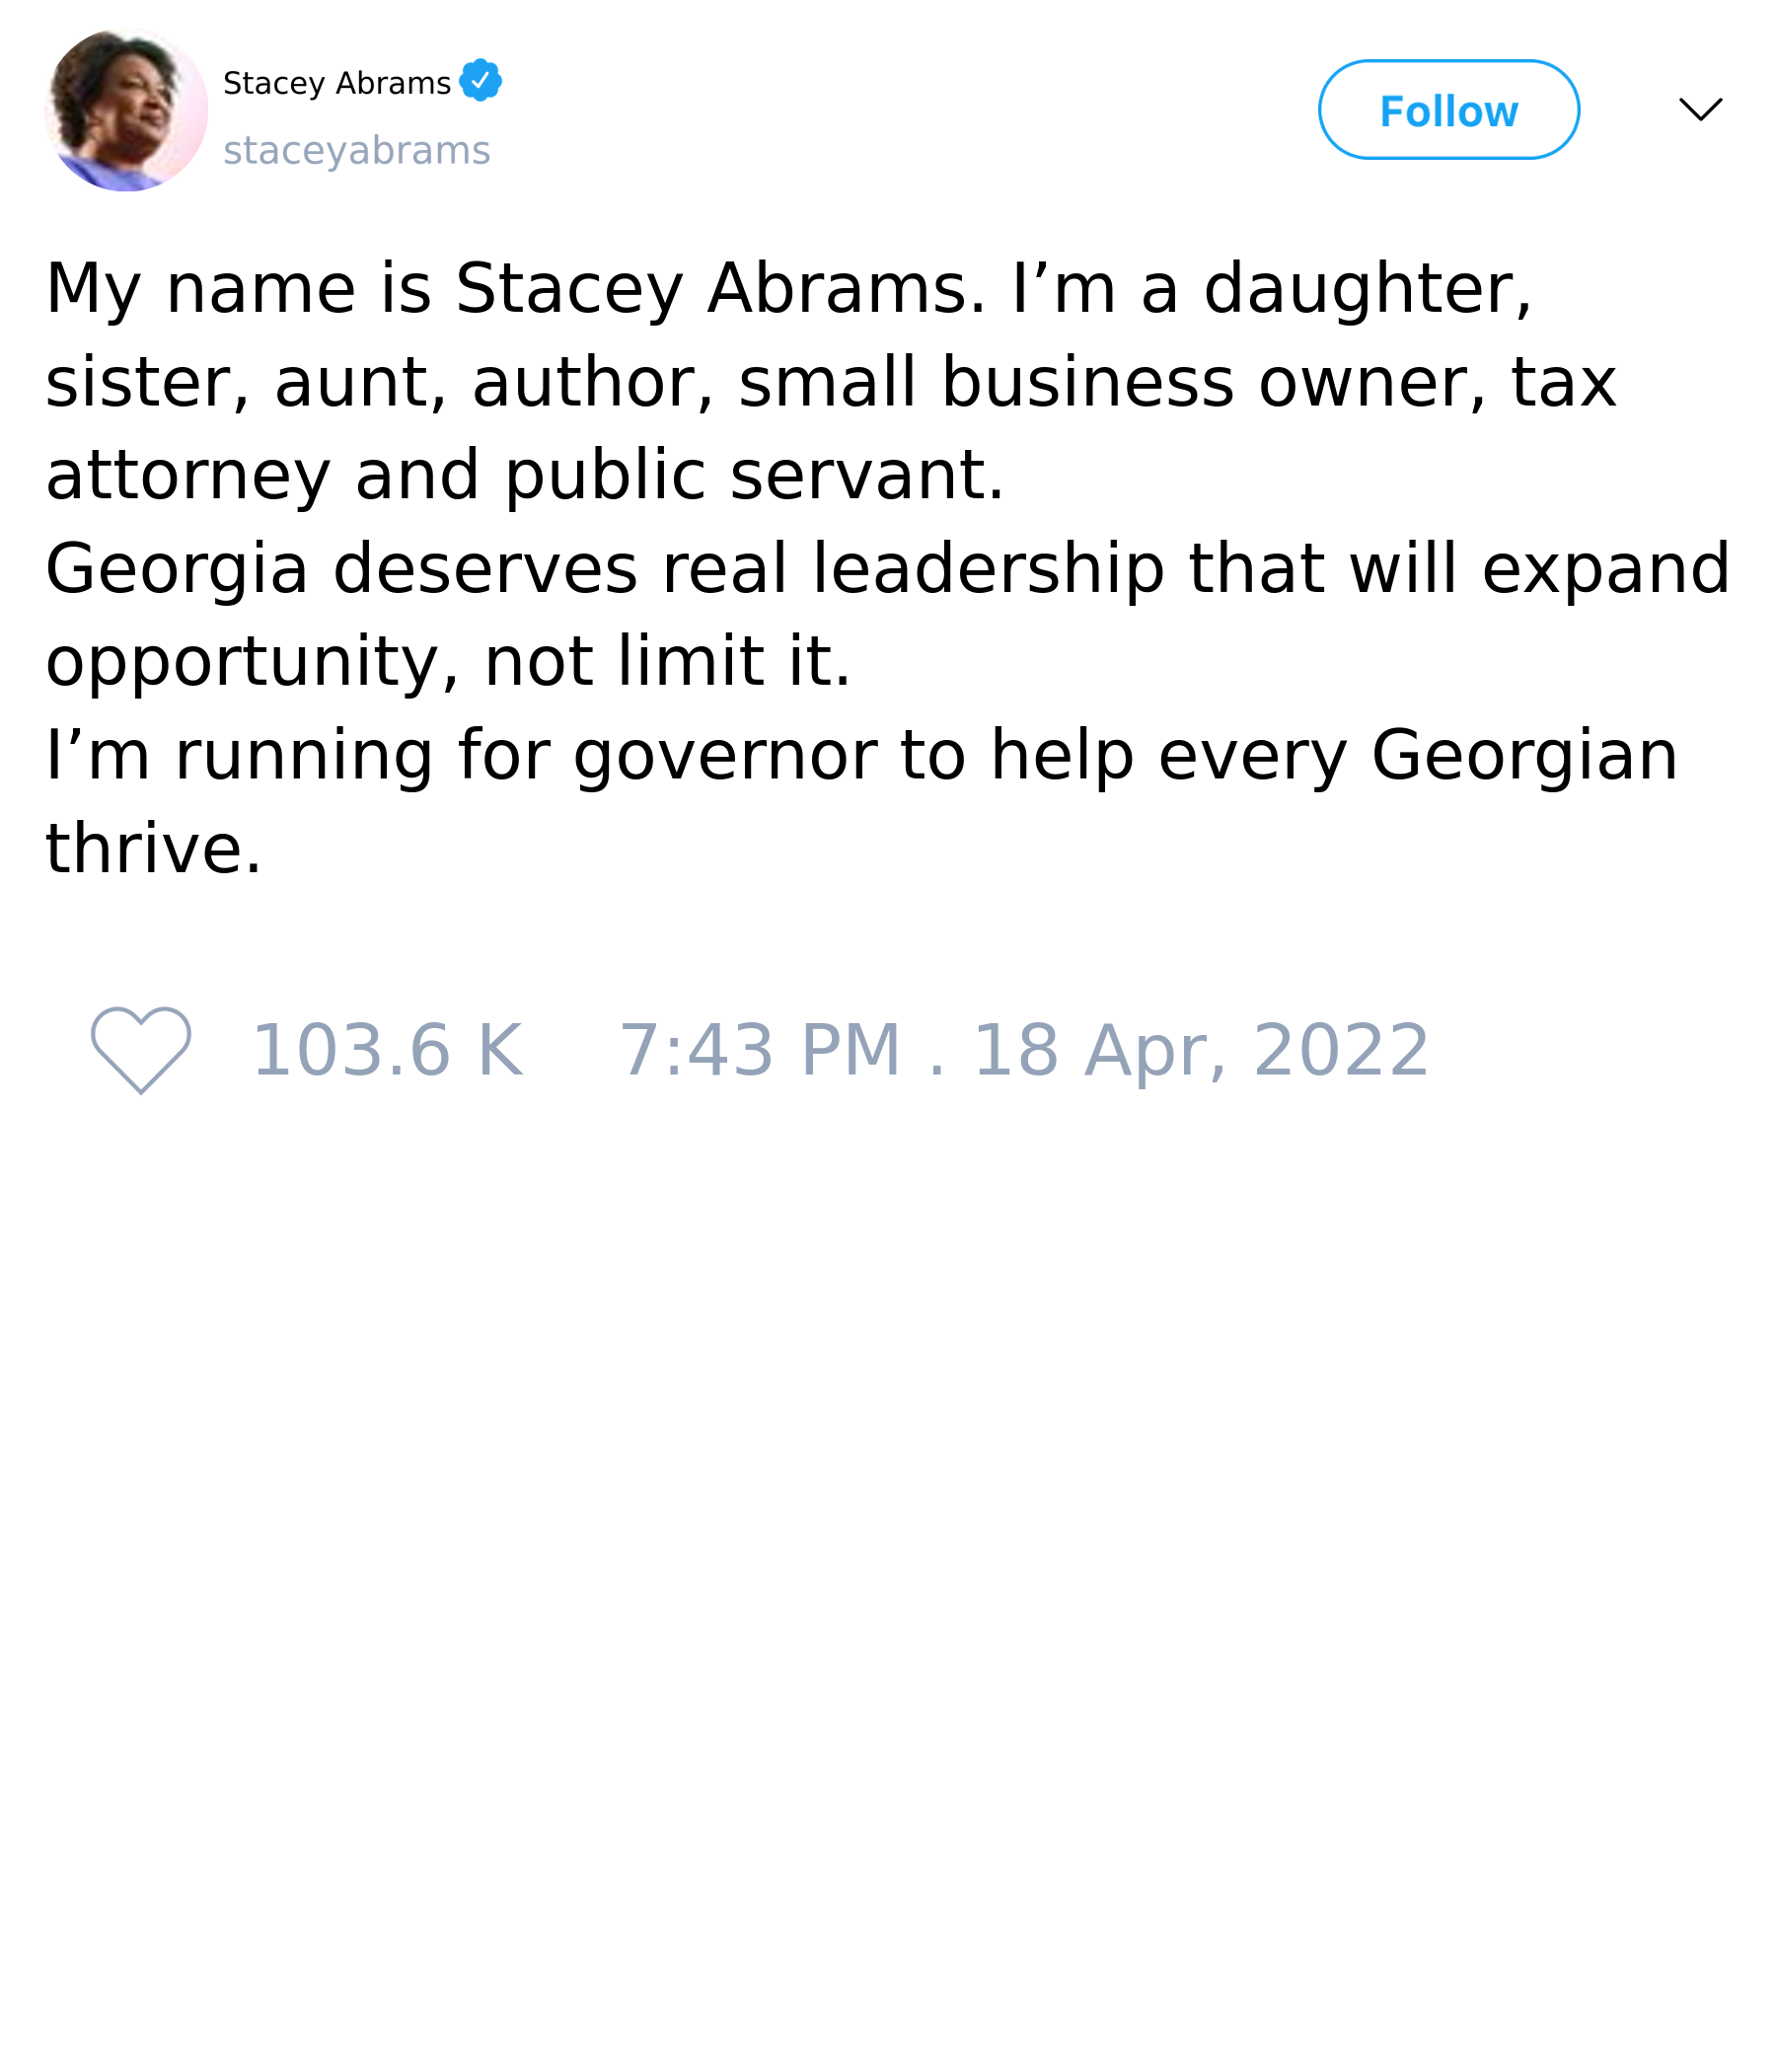 Stacey Abrams
staceyabrams
Follow
My name is Stacey Abrams. I’m a daughter,
sister, aunt, author, small business owner, tax
attorney and public servant.
Georgia deserves real leadership that will expand
opportunity, not limit it.
I’m running for governor to help every Georgian
thrive.
103.6 K 7:43 PM . 18 Apr, 2022